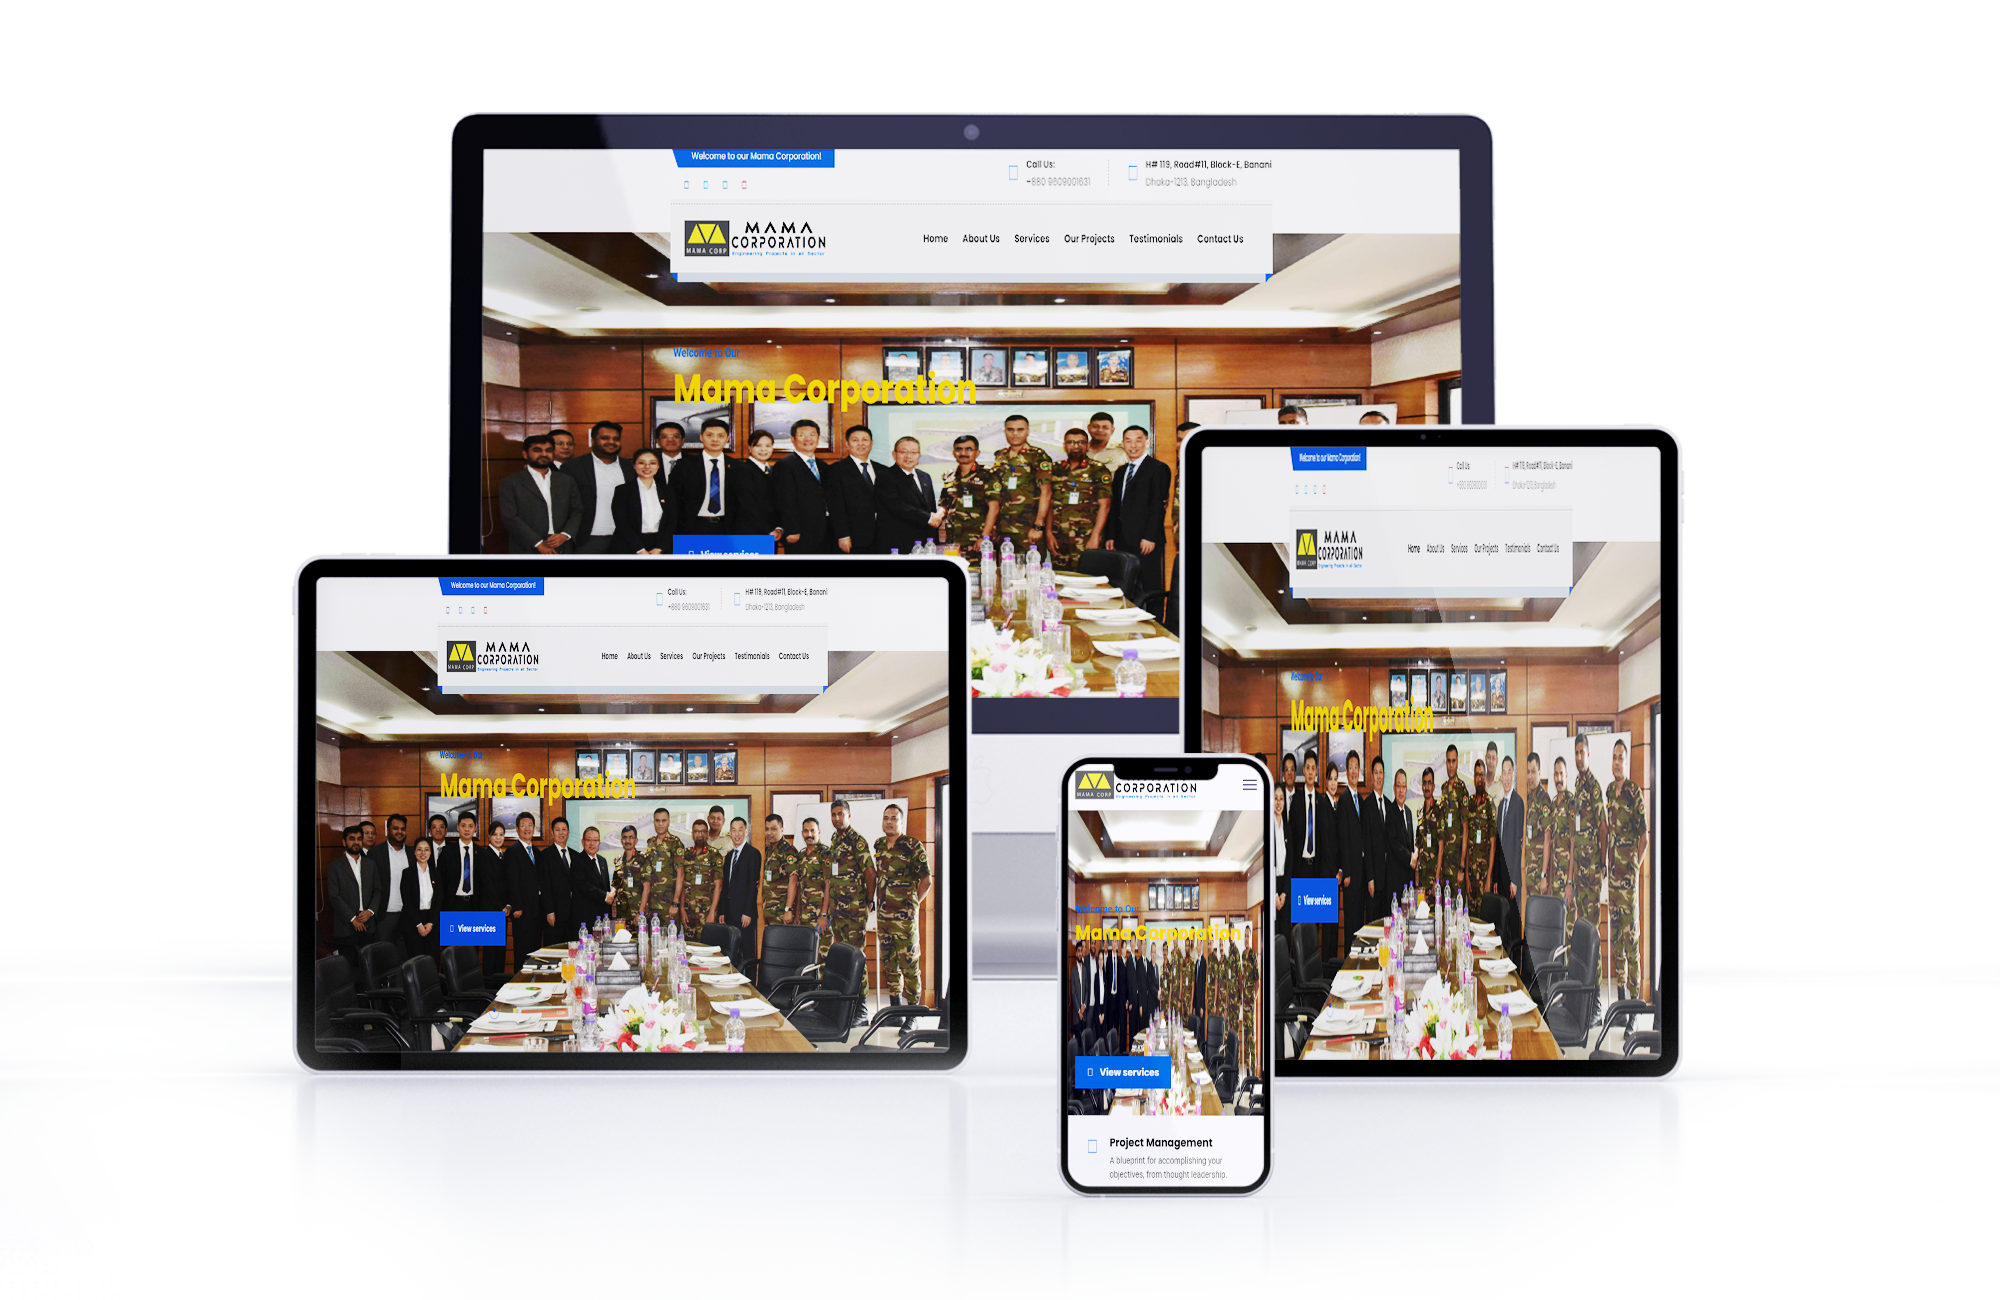 Welcome to our Mama Corporation!
Call Us:
+880 9609001631
H# 119, Road#11, Block-E, Banani
Dhaka-1213, Bangladesh
MAMA CORP
MAMA
CORPORATION
Engineering Projects in all Sector
Home About Us Services Our Projects Testimonials Contact Us
Welcome to Our
Mama Corporation
View services
Welcome to our Mama Corporation!
Call Us:
+880 9609001631
H# 119, Road#11, Block-E, Banani
Dhaka-1213, Bangladesh
MAMA CORP
MAMA
CORPORATION
Engineering Projects in all Sector
Home About Us Services Our Projects Testimonials Contact Us
Welcome to Our
Mama Corporation
View services
Welcome to our Mama Corporation!
Call Us:
+880 9609001631
H# 119, Road#11, Block-E, Banani
Dhaka-1213, Bangladesh
MAMA CORP
MAMA
CORPORATION
Engineering Projects in all Sector
Home About Us Services Our Projects Testimonials Contact Us
Welcome to Our
Mama Corporation
View services
MAMA CORP
CORPORATION
Engineering Projects in all Sector
Welcome to Our
Mama Corporation
View services
Project Management
A blueprint for accomplishing your
objectives, from thought leadership.